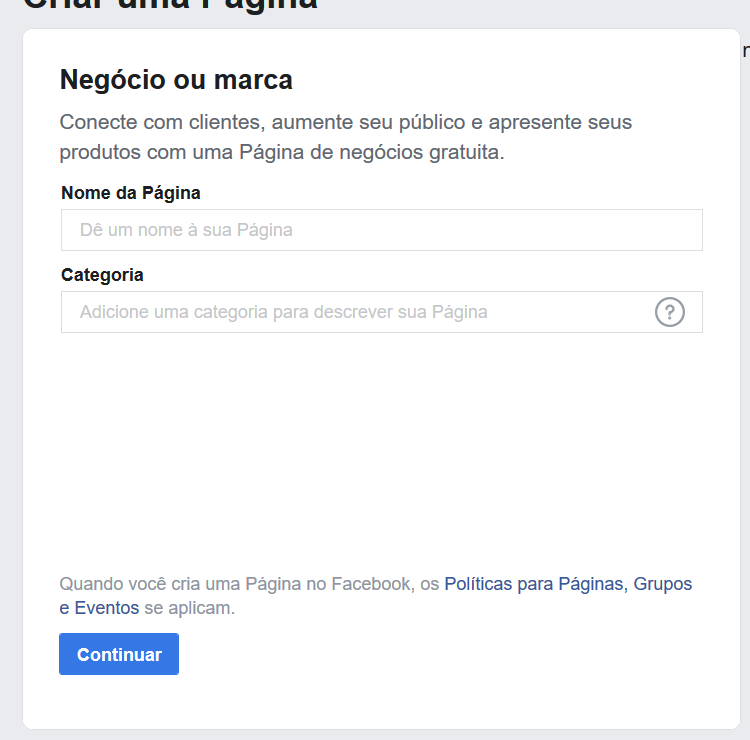 Criar uma Página
Negócio ou marca
Conecte com clientes, aumente seu público e apresente seus
produtos com uma Página de negócios gratuita.
Nome da Página
Dê um nome à sua Página
Categoria
Adicione uma categoria para descrever sua Página
?
Quando você cria uma Página no Facebook, os Políticas para Páginas, Grupos
e Eventos se aplicam.
Continuar